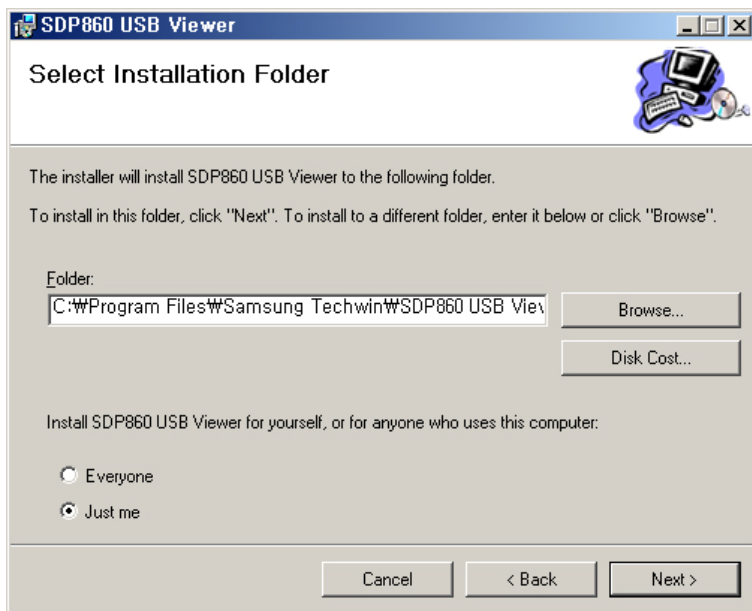 SDP860 USB Viewer
Select Installation Folder
The installer will install SDP860 USB Viewer to the following folder.
To install in this folder, click "Next". To install to a different folder, enter it below or click "Browse".
Folder:
C:₩Program Files₩Samsung Techwin₩SDP860 USB View
Browse...
Disk Cost...
Install SDP860 USB Viewer for yourself, or for anyone who uses this computer:
Everyone
Just me
Cancel
< Back
Next >